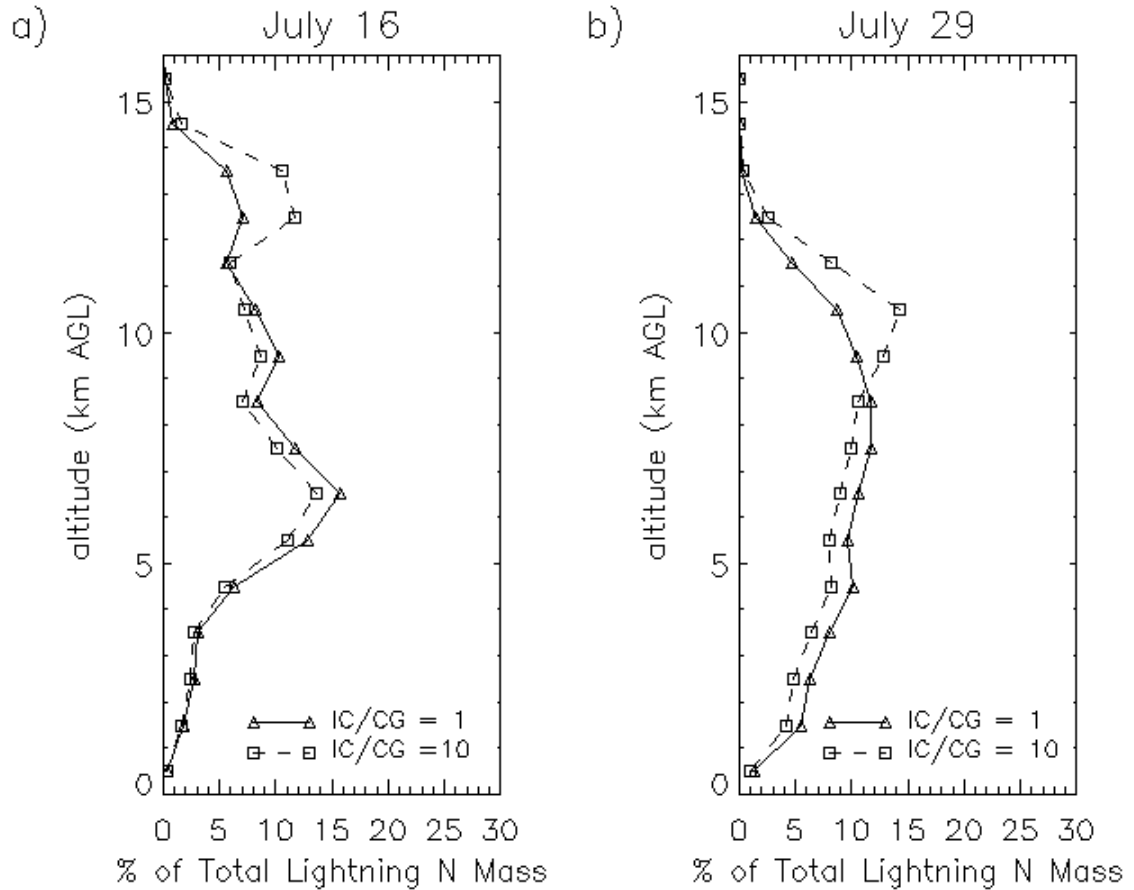 a)
July 16
altitude (km AGL)
15
10
5
0
IC/CG = 1
IC/CG =10
0 5 10 15 20 25 30
% of Total Lightning N Mass
b)
July 29
altitude (km AGL)
15
10
5
0
IC/CG = 1
IC/CG = 10
0 5 10 15 20 25 30
% of Total Lightning N Mass